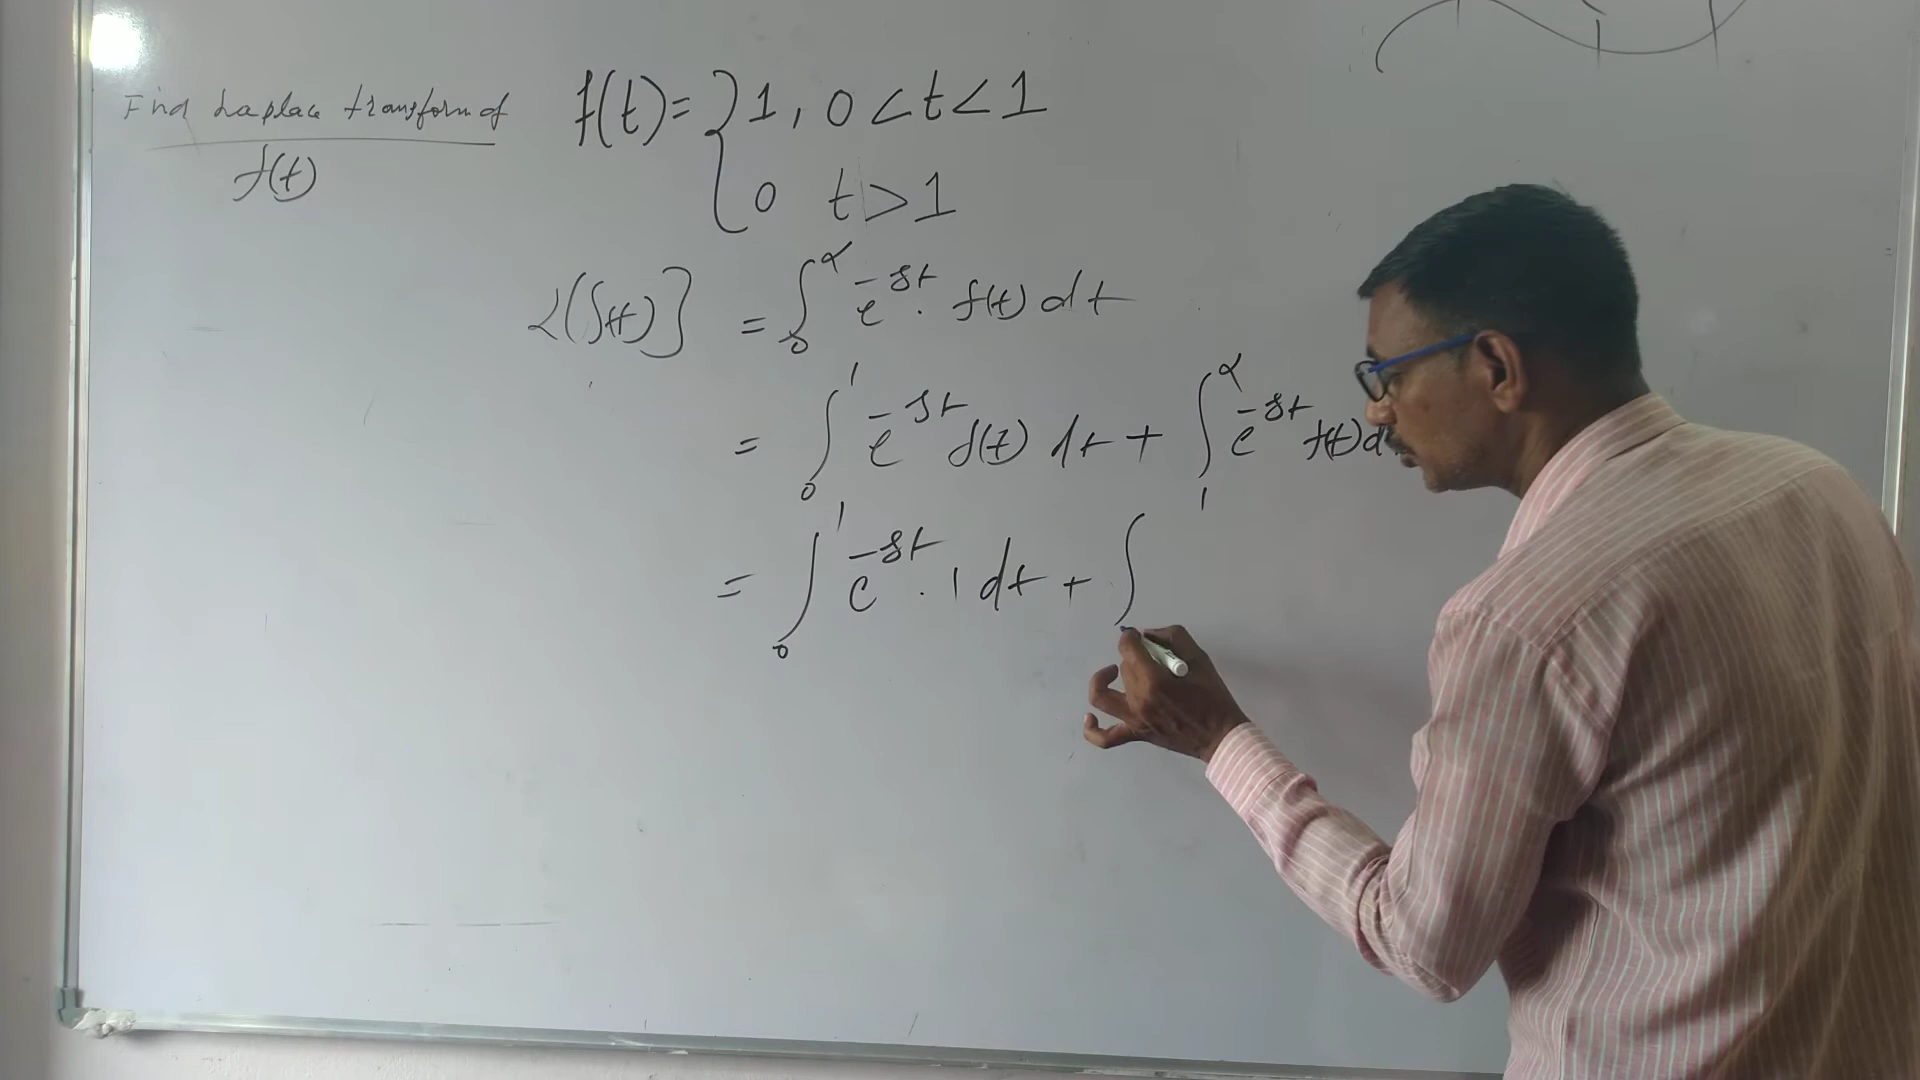 Find Laplace transform of
f(t)
f(t) = { 1, 0 < t < 1
0 t > 1
L{f(t)} = ∫₀^∞ e^{-st} . f(t) dt
= ∫₀^1 e^{-st} f(t) dt + ∫₁^∞ e^{-st} f(t) d
= ∫₀^1 e^{-st} . 1 dt + ∫